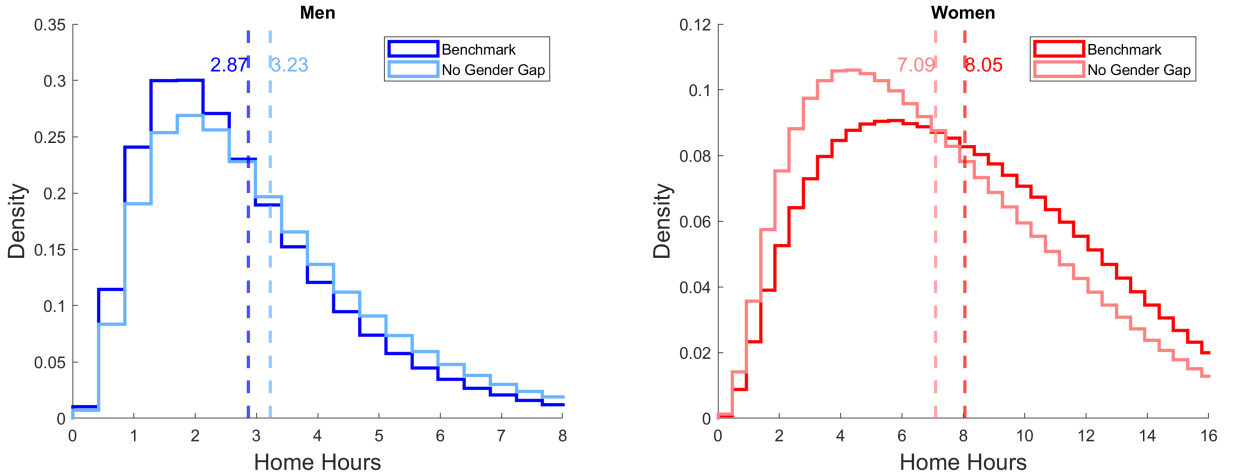 Men
Density
0.35
0.3
0.25
0.2
0.15
0.1
0.05
0
2.87
3.23
Benchmark
No Gender Gap
0 1 2 3 4 5 6 7 8
Home Hours
Women
Density
0.12
0.1
0.08
0.06
0.04
0.02
0
7.09
8.05
Benchmark
No Gender Gap
0 2 4 6 8 10 12 14 16
Home Hours